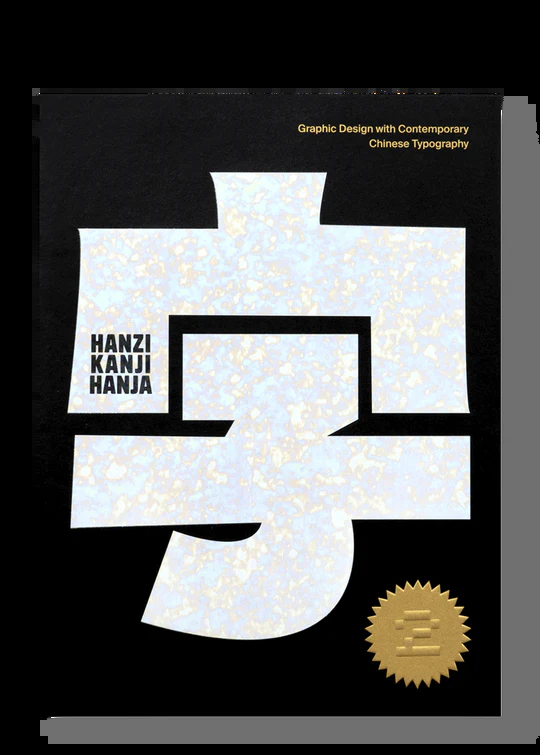 Graphic Design with Contemporary
Chinese Typography
字
HANZI
KANJI
HANJA